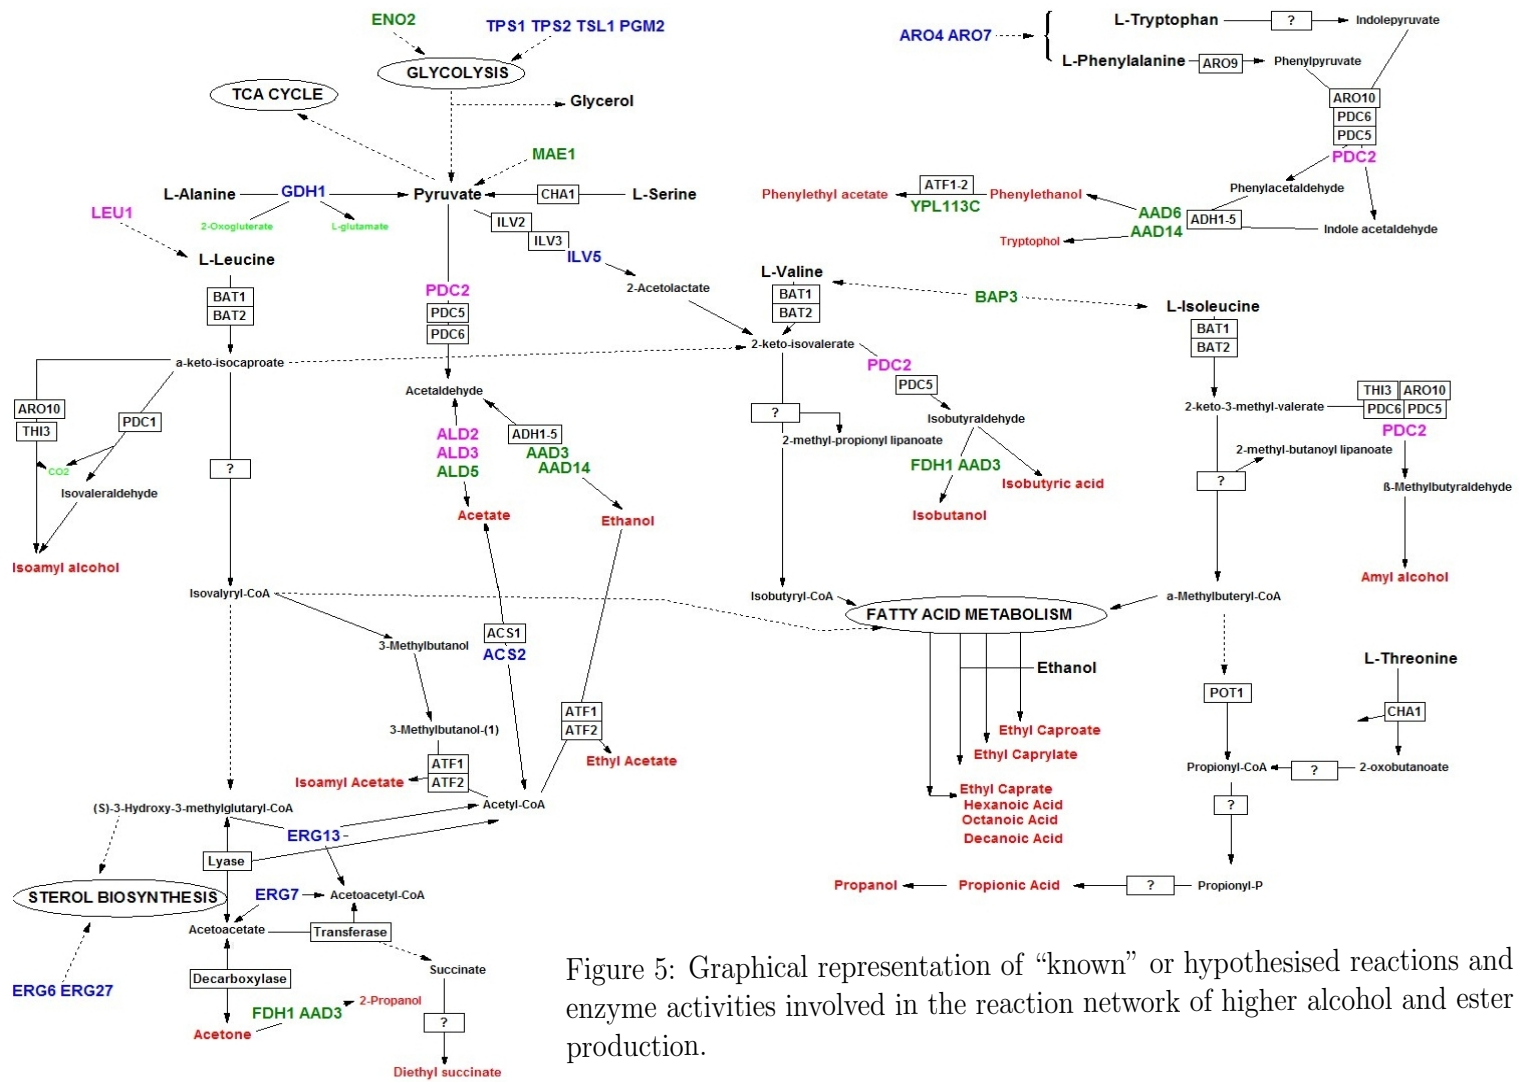 ENO2
TPS1 TPS2 TSL1 PGM2
GLYCOLYSIS
TCA CYCLE
Glycerol
MAE1
L-Alanine
GDH1
Pyruvate
CHA1
L-Serine
2-Oxogluterate
L-glutamate
LEU1
L-Leucine
BAT1
BAT2
a-keto-isocaproate
ILV2
ILV3
ILV5
2-Acetolactate
PDC2
PDC5
PDC6
Acetaldehyde
ARO10
THI3
PDC1
CO2
Isovaleraldehyde
Isoamyl alcohol
?
ALD2
ALD3
ALD5
Acetate
ADH1-5
AAD3
AAD14
Ethanol
Isovalyryl-CoA
3-Methylbutanol
3-Methylbutanol-(1)
ACS1
ACS2
ATF1
ATF2
Isoamyl Acetate
ATF1
ATF2
Ethyl Acetate
Acetyl-CoA
(S)-3-Hydroxy-3-methylglutaryl-CoA
ERG13
Lyase
STEROL BIOSYNTHESIS
ERG7
Acetoacetyl-CoA
Acetoacetate
Transferase
ERG6 ERG27
Decarboxylase
Succinate
FDH1 AAD3
2-Propanol
Acetone
?
Diethyl succinate
ARO4 ARO7
L-Tryptophan
?
Indolepyruvate
L-Phenylalanine
ARO9
Phenylpyruvate
ARO10
PDC6
PDC5
PDC2
Phenylacetaldehyde
Phenylethyl acetate
ATF1-2
YPL113C
Phenylethanol
AAD6
AAD14
ADH1-5
Indole acetaldehyde
Tryptophol
L-Valine
BAT1
BAT2
BAP3
L-Isoleucine
BAT1
BAT2
2-keto-isovalerate
PDC2
PDC5
?
2-methyl-propionyl lipanoate
Isobutyraldehyde
FDH1 AAD3
Isobutyric acid
Isobutanol
2-keto-3-methyl-valerate
THI3 ARO10
PDC6 PDC5
PDC2
2-methyl-butanoyl lipanoate
?
ß-Methylbutyraldehyde
Amyl alcohol
Isobutyryl-CoA
FATTY ACID METABOLISM
a-Methylbuteryl-CoA
Ethanol
L-Threonine
POT1
CHA1
Ethyl Caproate
Ethyl Caprylate
Ethyl Caprate
Hexanoic Acid
Octanoic Acid
Decanoic Acid
Propionyl-CoA
?
2-oxobutanoate
?
Propanol
Propionic Acid
?
Propionyl-P
Figure 5: Graphical representation of “known” or hypothesised reactions and
enzyme activities involved in the reaction network of higher alcohol and ester
production.